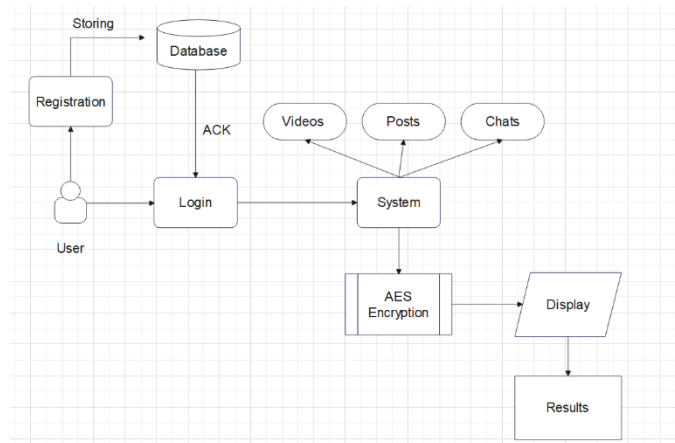 Storing
Database
Registration
ACK
Videos
Posts
Chats
Login
System
User
AES
Encryption
Display
Results